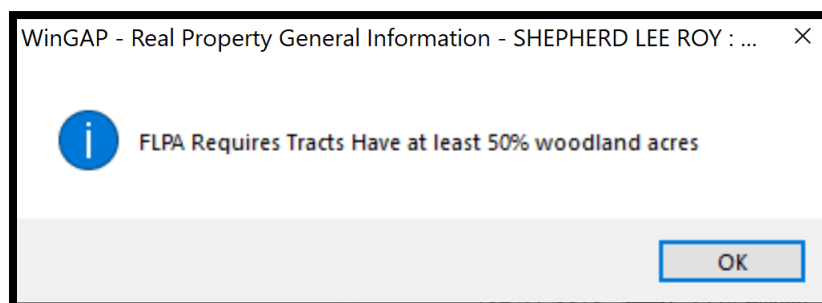 WinGAP - Real Property General Information - SHEPHERD LEE ROY : ...
FLPA Requires Tracts Have at least 50% woodland acres
OK